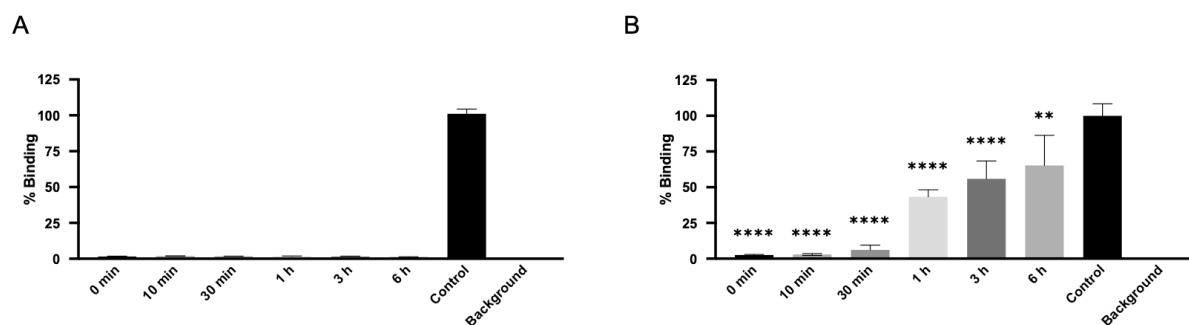 A
B
% Binding
125
100
75
50
25
0
0 min
10 min
30 min
1 h
3 h
6 h
Control
Background
% Binding
125
100
75
50
25
0
****
****
****
****
****
**
0 min
10 min
30 min
1 h
3 h
6 h
Control
Background